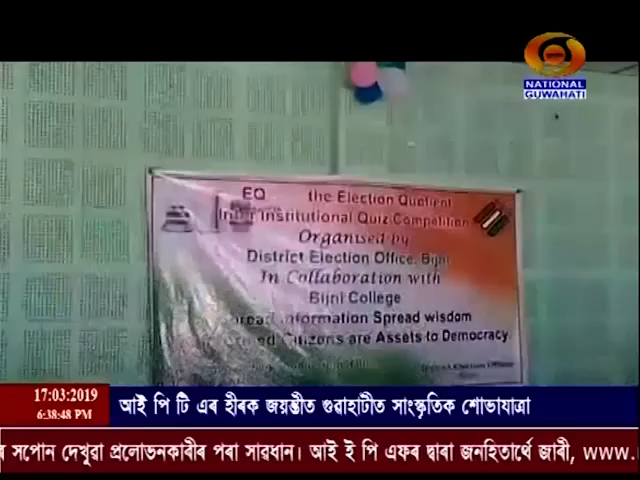 NATIONAL
GUWAHATI
EQ the Election Quotient
Inter Institutional Quiz Competition
Organised by
District Election Office, Bijni
In Collaboration with
Bijni College
Information Spread wisdom
Citizens are Assets to Democracy.
17:03:2019
6:38:48 PM
আই পি টি এৰ হীৰক জয়ন্তীত গুৱাহাটীত সাংস্কৃতিক শোভাযাত্ৰা
ৰ সপোন দেখুৱা প্ৰলোভনকাৰীৰ পৰা সাৱধান। আই ই পি এফৰ দ্বাৰা জনহিতাৰ্থে জাৰী, www.